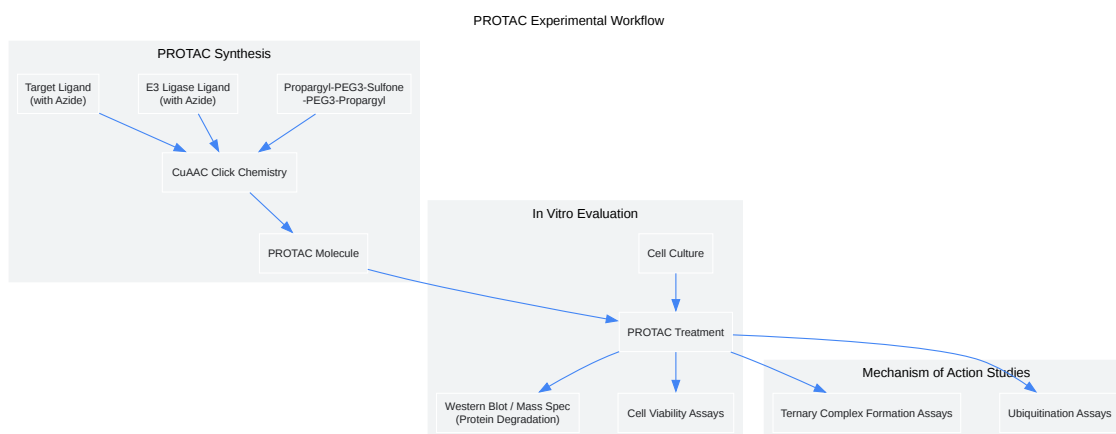 PROTAC Experimental Workflow
PROTAC Synthesis
Target Ligand
(with Azide)
E3 Ligase Ligand
(with Azide)
Propargyl-PEG3-Sulfone
-PEG3-Propargyl
CuAAC Click Chemistry
PROTAC Molecule
In Vitro Evaluation
Cell Culture
PROTAC Treatment
Western Blot / Mass Spec
(Protein Degradation)
Cell Viability Assays
Mechanism of Action Studies
Ternary Complex Formation Assays
Ubiquitination Assays